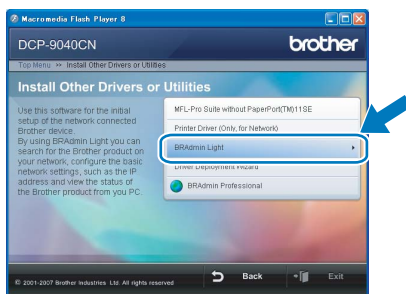 Macromedia Flash Player 8
DCP-9040CN
brother
Top Menu >> Install Other Drivers or Utilities
Install Other Drivers or Utilities
Use this software for the initial
setup of the network connected
Brother device.
By using BRAdmin Light you can
search for the Brother product on
your network, configure the basic
network settings, such as the IP
address and view the status of
the Brother product from you PC.
MFL-Pro Suite without PaperPort(TM)11SE
Printer Driver (Only, for Network)
BRAdmin Light
Driver Deployment Wizard
BRAdmin Professional
© 2001-2007 Brother Industries Ltd. All rights reserved
Back
Exit